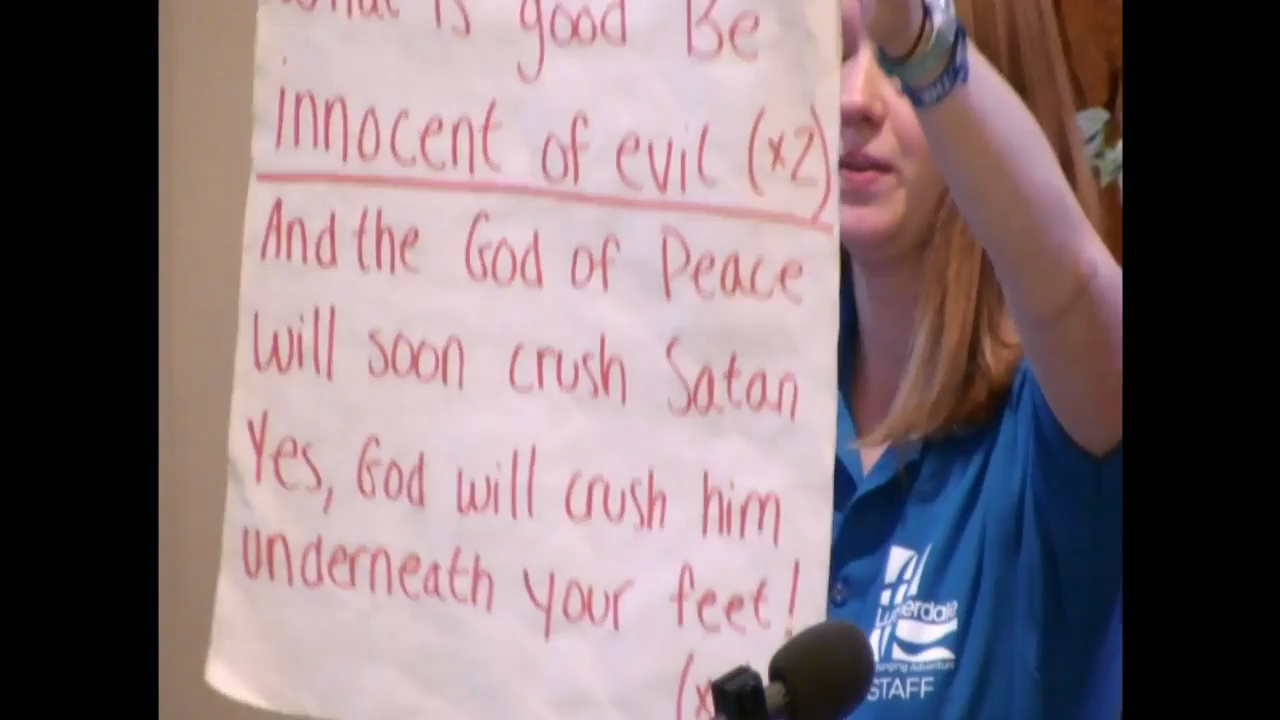 what is good Be
innocent of evil (x2)
And the God of Peace
will soon crush Satan
Yes, God will crush him
underneath your feet!
(x
Lutherdale
STAFF